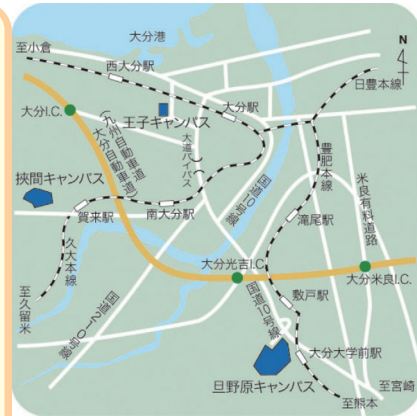 大分港
至小倉
西大分駅
N
大分駅
日豊本線
大分I.C.
王子キャンパス
(九州自動車道
大分自動車道)
大道バイパス
国道10号線
豊肥本線
米良有料道路
挾間キャンパス
賀来駅
南大分駅
滝尾駅
久大本線
大分光吉I.C.
大分米良I.C.
至久留米
国道210号線
国道10号線
敷戸駅
大分大学前駅
旦野原キャンパス
至宮崎
至熊本